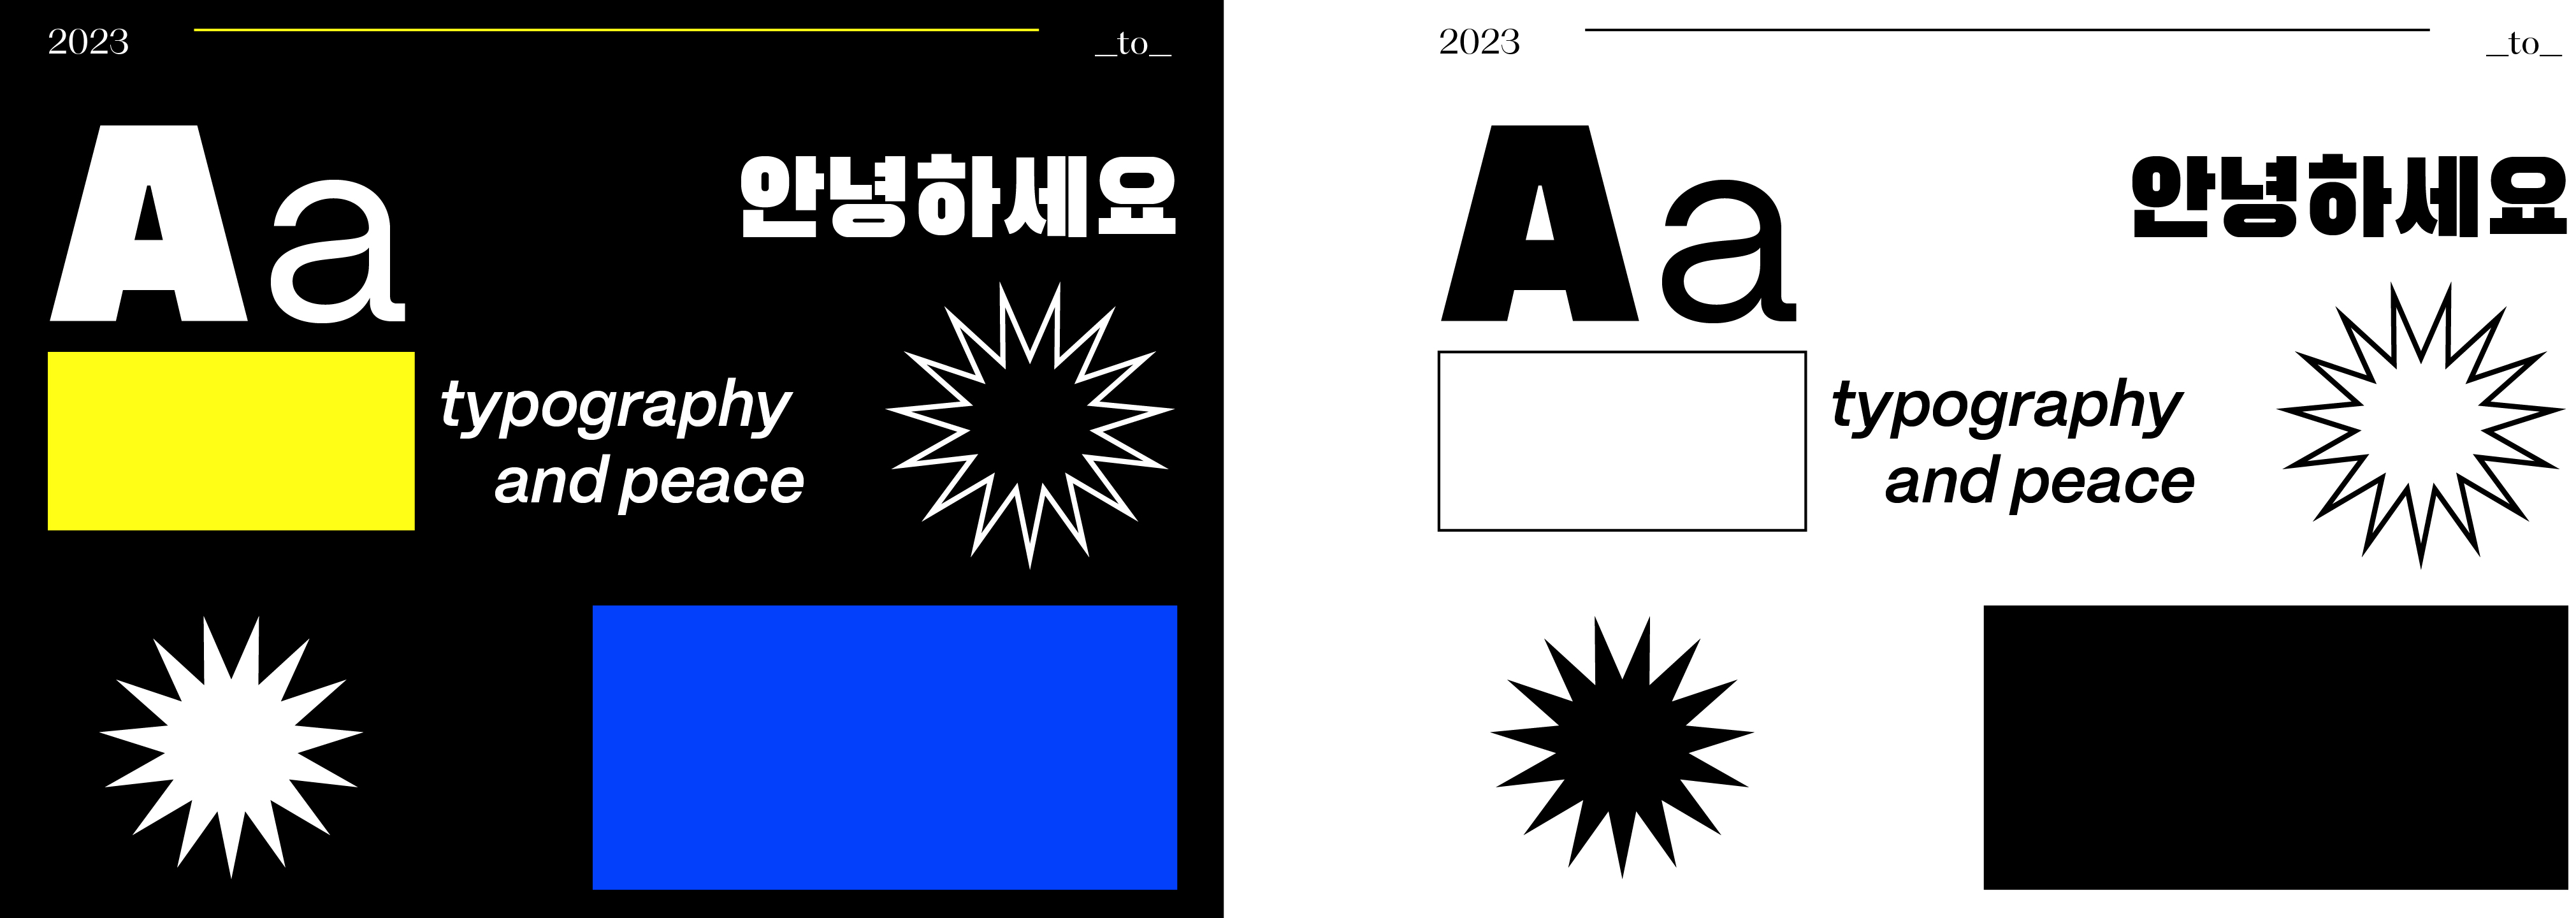 2023
_to_
Aa
안녕하세요
typography
and peace
2023
_to_
Aa
안녕하세요
typography
and peace